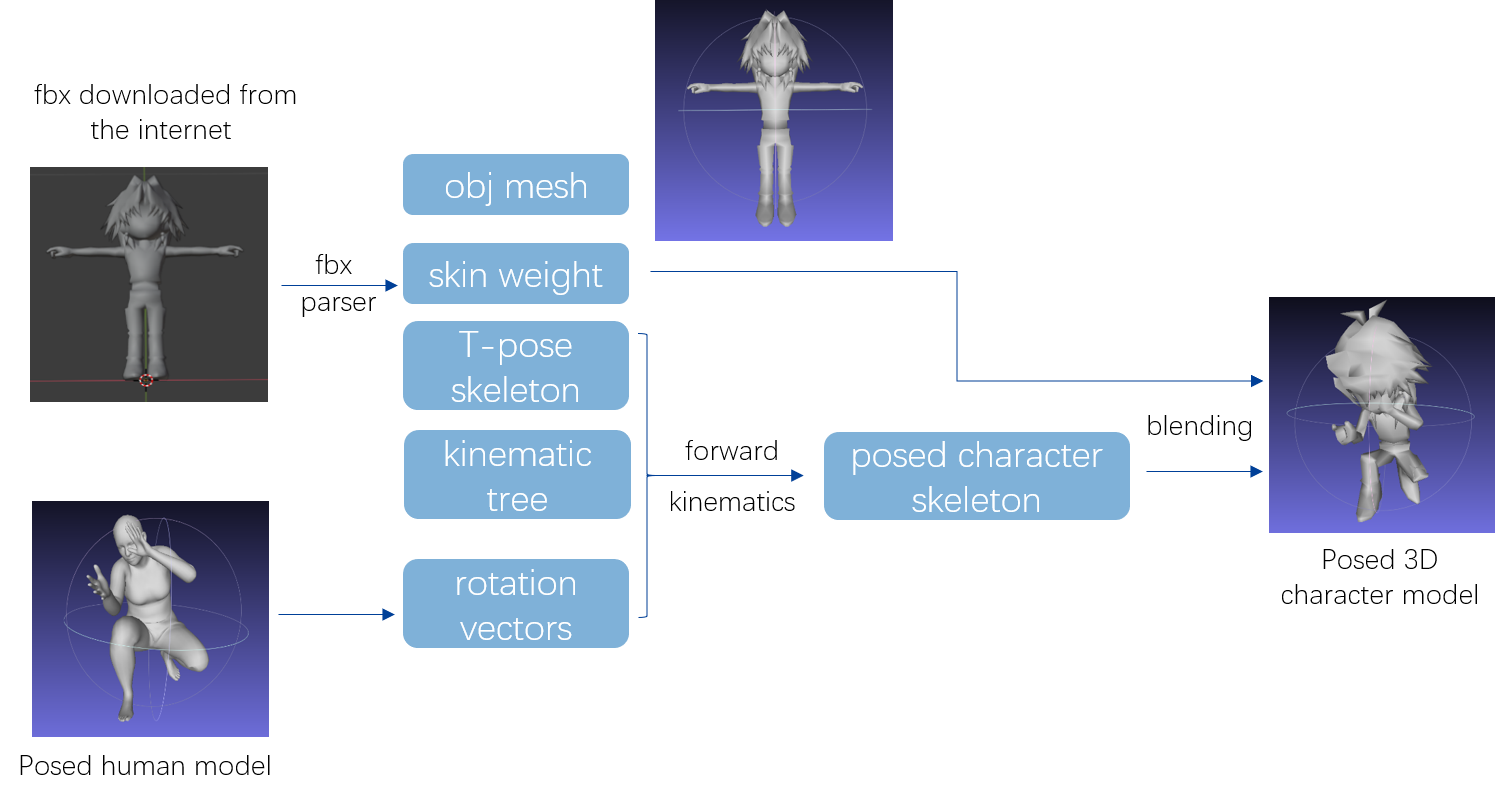 fbx downloaded from
the internet
fbx
parser
obj mesh
skin weight
T-pose
skeleton
kinematic
tree
rotation
vectors
Posed human model
forward
kinematics
posed character
skeleton
blending
Posed 3D
character model